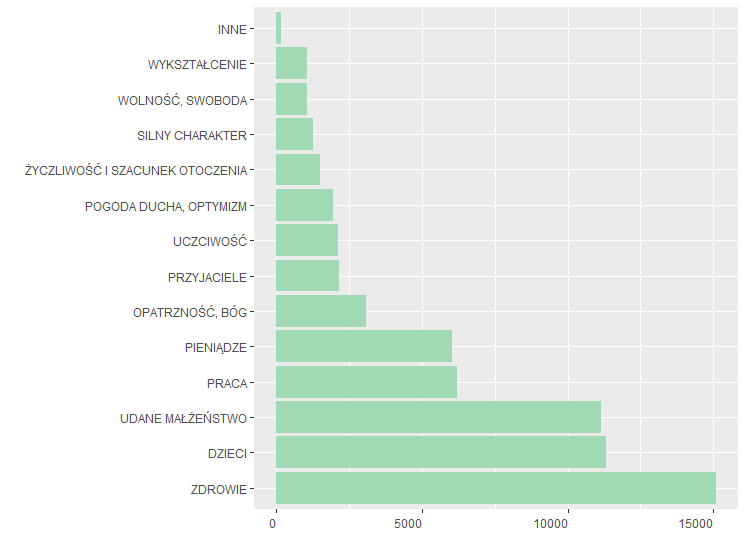 INNE
WYKSZTAŁCENIE
WOLNOŚĆ, SWOBODA
SILNY CHARAKTER
ŻYCZLIWOŚĆ I SZACUNEK OTOCZENIA
POGODA DUCHA, OPTYMIZM
UCZCIWOŚĆ
PRZYJACIELE
OPATRZNOŚĆ, BÓG
PIENIĄDZE
PRACA
UDANE MAŁŻEŃSTWO
DZIECI
ZDROWIE
0 5000 10000 15000